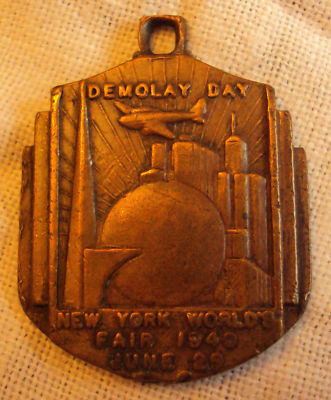 DEMOLAY DAY
NEW YORK WORLD'S
FAIR 1940
JUNE 29